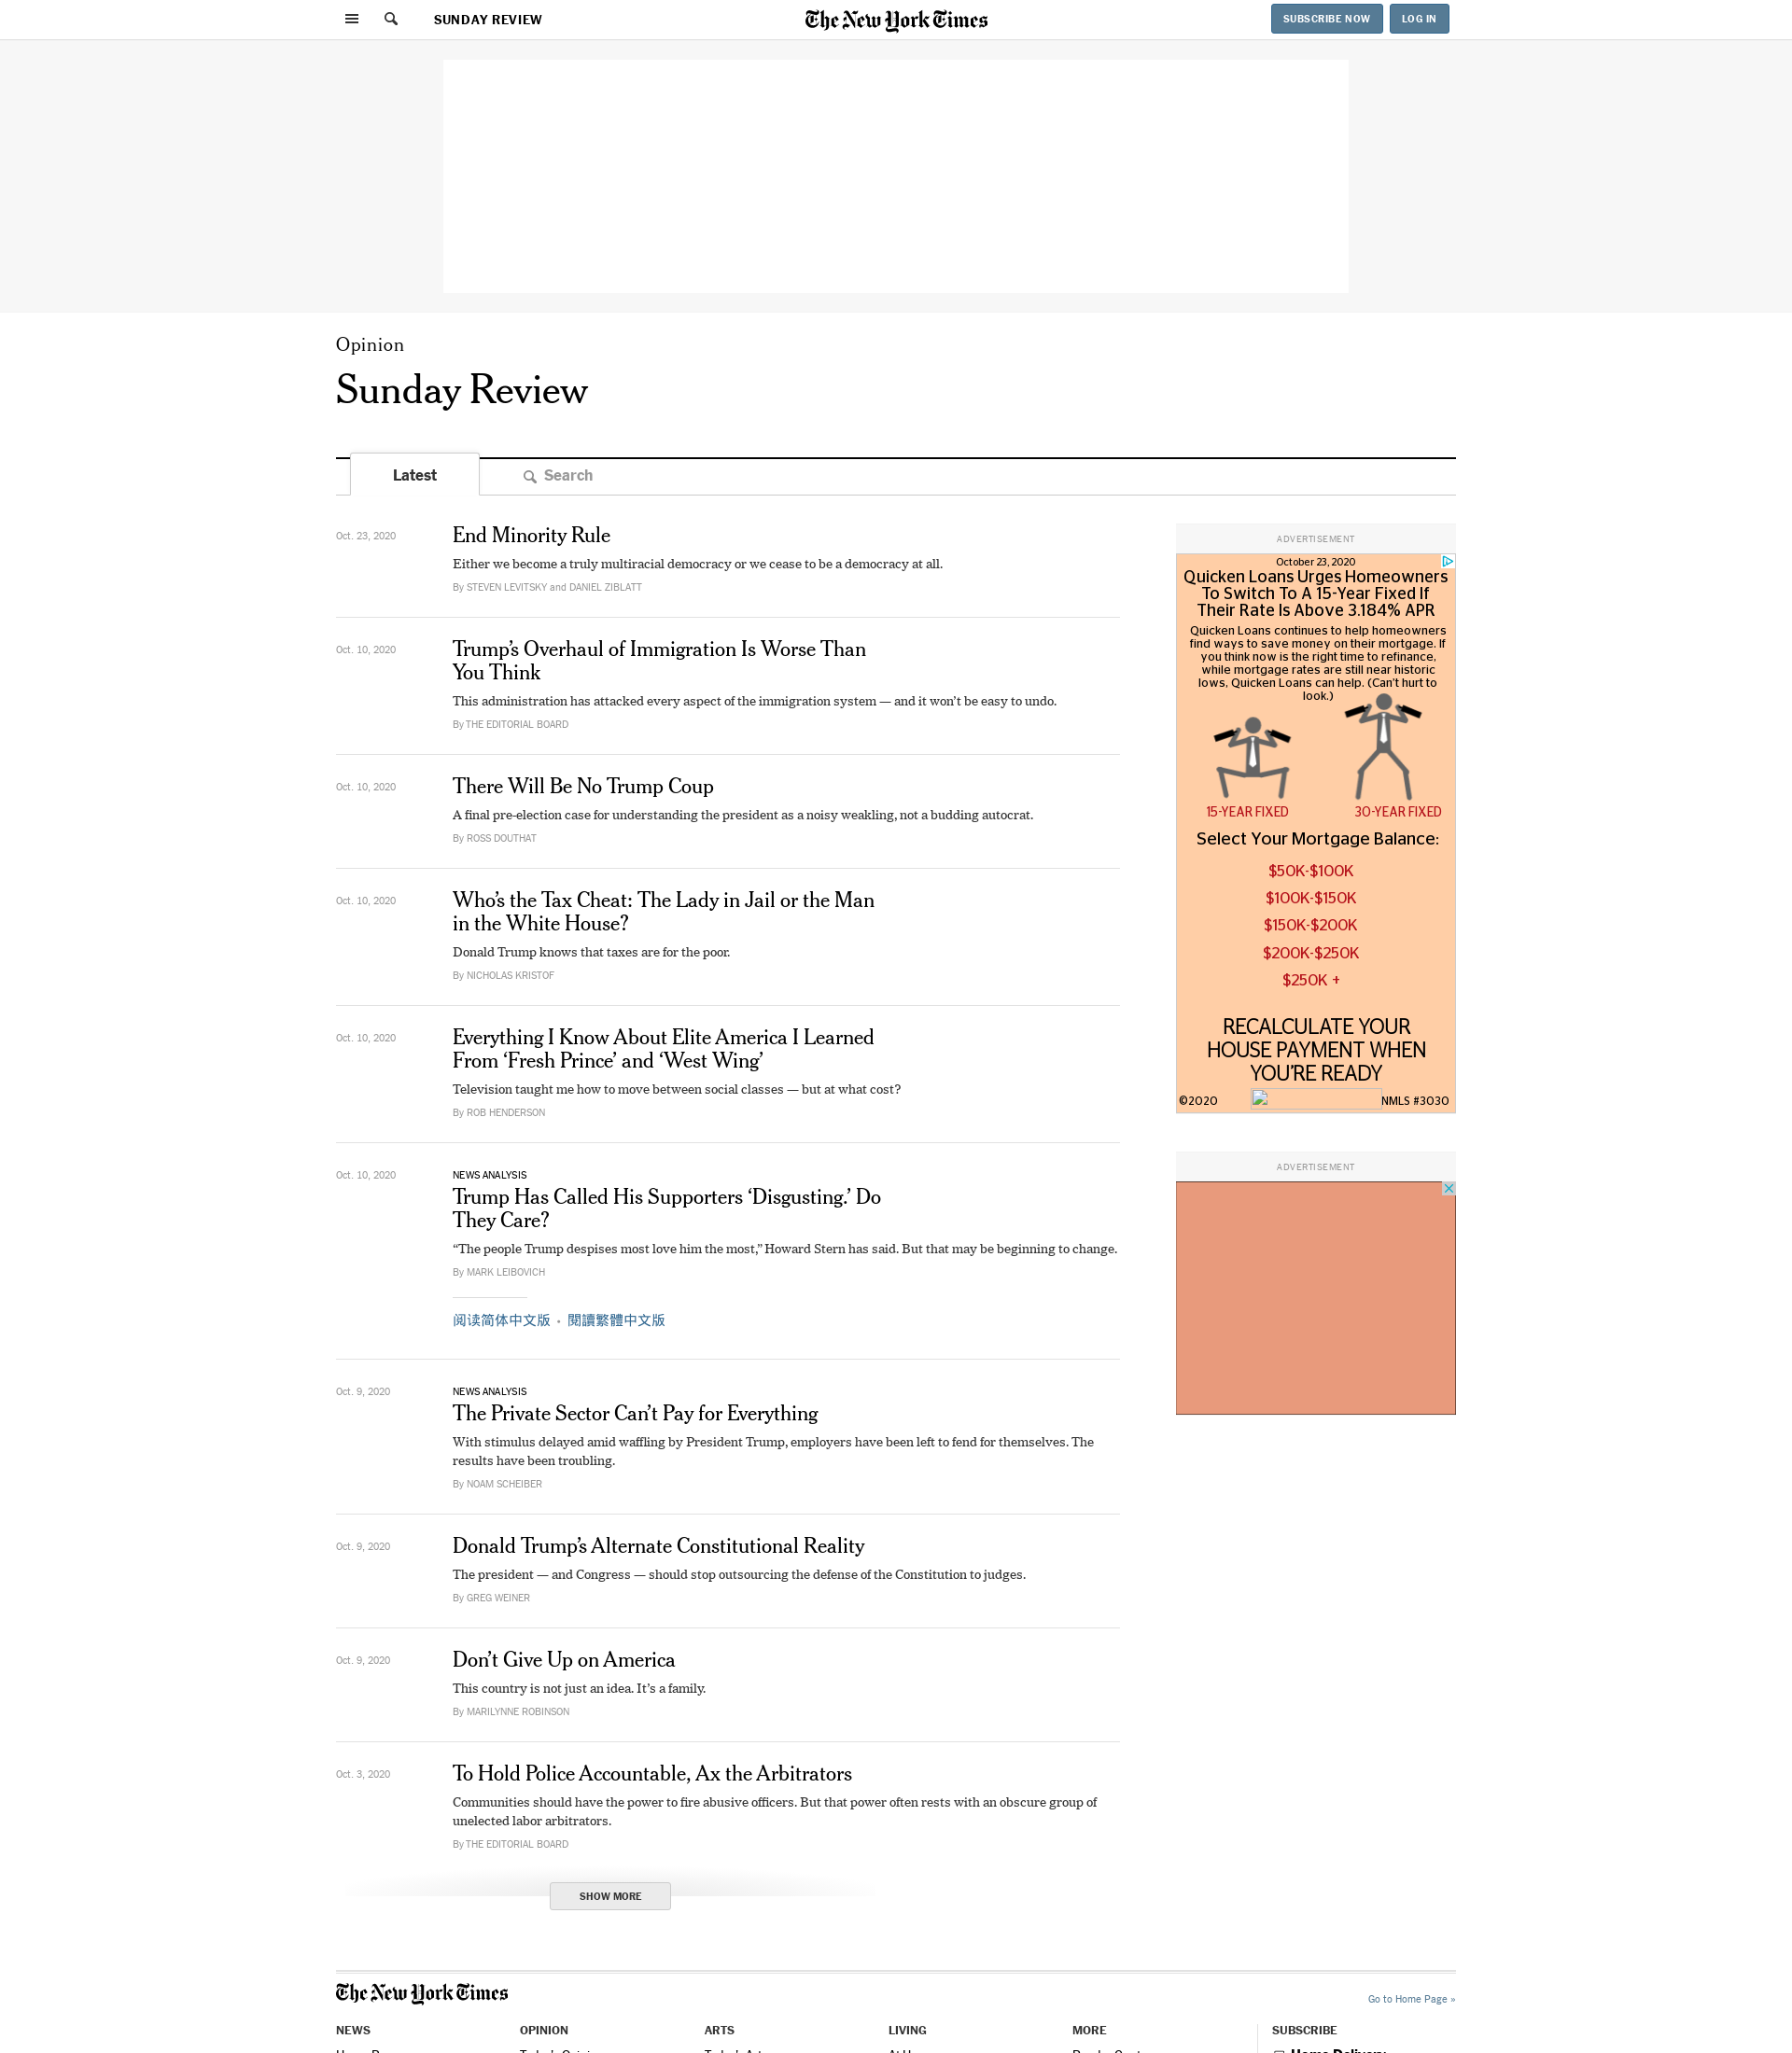 SUNDAY REVIEW
The New York Times
SUBSCRIBE NOW
LOG IN
Opinion
Sunday Review
Latest
Search
Oct. 23, 2020
End Minority Rule
Either we become a truly multiracial democracy or we cease to be a democracy at all.
By STEVEN LEVITSKY and DANIEL ZIBLATT
Oct. 10, 2020
Trump’s Overhaul of Immigration Is Worse Than
You Think
This administration has attacked every aspect of the immigration system — and it won’t be easy to undo.
By THE EDITORIAL BOARD
Oct. 10, 2020
There Will Be No Trump Coup
A final pre-election case for understanding the president as a noisy weakling, not a budding autocrat.
By ROSS DOUTHAT
Oct. 10, 2020
Who’s the Tax Cheat: The Lady in Jail or the Man
in the White House?
Donald Trump knows that taxes are for the poor.
By NICHOLAS KRISTOF
Oct. 10, 2020
Everything I Know About Elite America I Learned
From ‘Fresh Prince’ and ‘West Wing’
Television taught me how to move between social classes — but at what cost?
By ROB HENDERSON
Oct. 10, 2020
NEWS ANALYSIS
Trump Has Called His Supporters ‘Disgusting.’ Do
They Care?
“The people Trump despises most love him the most,” Howard Stern has said. But that may be beginning to change.
By MARK LEIBOVICH
阅读简体中文版 • 閱讀繁體中文版
Oct. 9, 2020
NEWS ANALYSIS
The Private Sector Can’t Pay for Everything
With stimulus delayed amid waffling by President Trump, employers have been left to fend for themselves. The
results have been troubling.
By NOAM SCHEIBER
Oct. 9, 2020
Donald Trump’s Alternate Constitutional Reality
The president — and Congress — should stop outsourcing the defense of the Constitution to judges.
By GREG WEINER
Oct. 9, 2020
Don’t Give Up on America
This country is not just an idea. It’s a family.
By MARILYNNE ROBINSON
Oct. 3, 2020
To Hold Police Accountable, Ax the Arbitrators
Communities should have the power to fire abusive officers. But that power often rests with an obscure group of
unelected labor arbitrators.
By THE EDITORIAL BOARD
SHOW MORE
ADVERTISEMENT
October 23, 2020
Quicken Loans Urges Homeowners
To Switch To A 15-Year Fixed If
Their Rate Is Above 3.184% APR
Quicken Loans continues to help homeowners
find ways to save money on their mortgage. If
you think now is the right time to refinance,
while mortgage rates are still near historic
lows, Quicken Loans can help. (Can't hurt to
look.)
15-YEAR FIXED
30-YEAR FIXED
Select Your Mortgage Balance:
$50K-$100K
$100K-$150K
$150K-$200K
$200K-$250K
$250K +
RECALCULATE YOUR
HOUSE PAYMENT WHEN
YOU'RE READY
©2020
NMLS #3030
ADVERTISEMENT
The New York Times
Go to Home Page »
NEWS
OPINION
ARTS
LIVING
MORE
SUBSCRIBE
Home Delivery